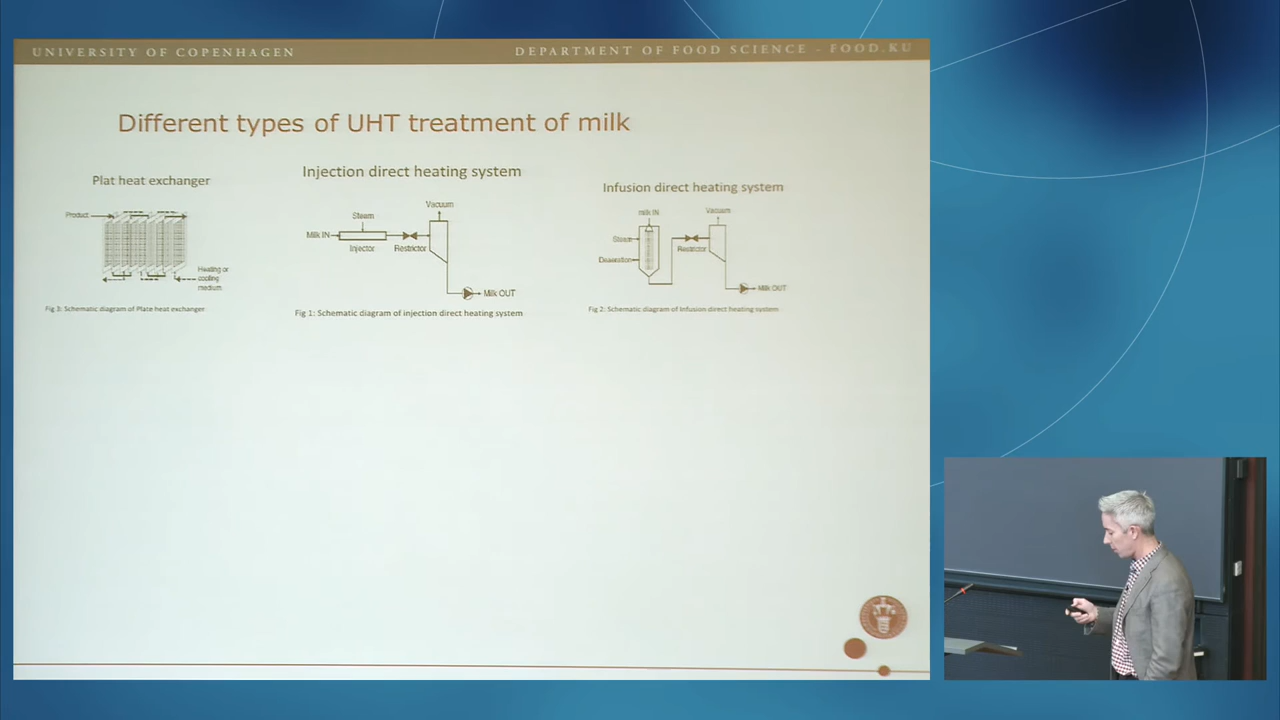 UNIVERSITY OF COPENHAGEN
DEPARTMENT OF FOOD SCIENCE - FOOD.KU
Different types of UHT treatment of milk
Plat heat exchanger
Product
Heating or
cooling
medium
Fig 3: Schematic diagram of Plate heat exchanger
Injection direct heating system
Vacuum
Steam
Milk IN
Injector
Restrictor
Milk OUT
Fig 1: Schematic diagram of injection direct heating system
Infusion direct heating system
milk IN
Vacuum
Steam
Restrictor
Milk OUT
Fig 2: Schematic diagram of Infusion direct heating system